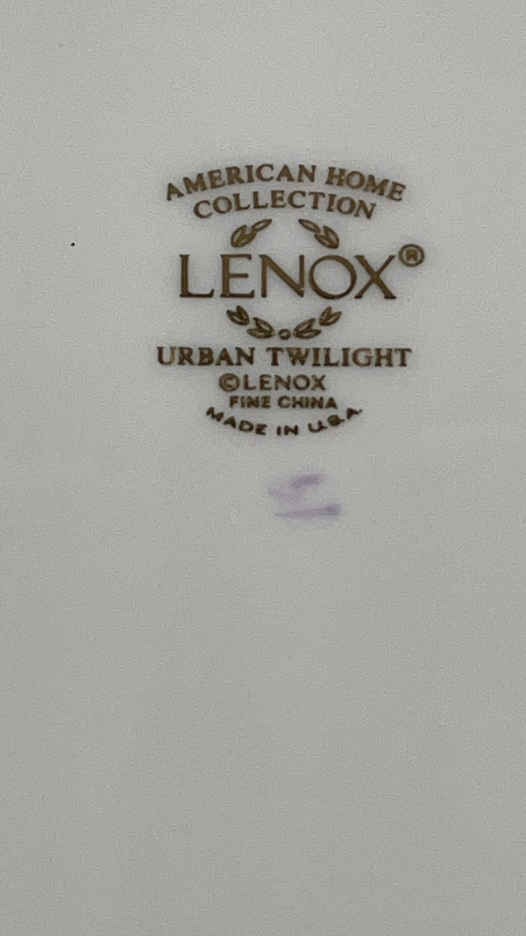 AMERICAN HOME
COLLECTION
LENOX®
URBAN TWILIGHT
©LENOX
FINE CHINA
MADE IN U.S.A.